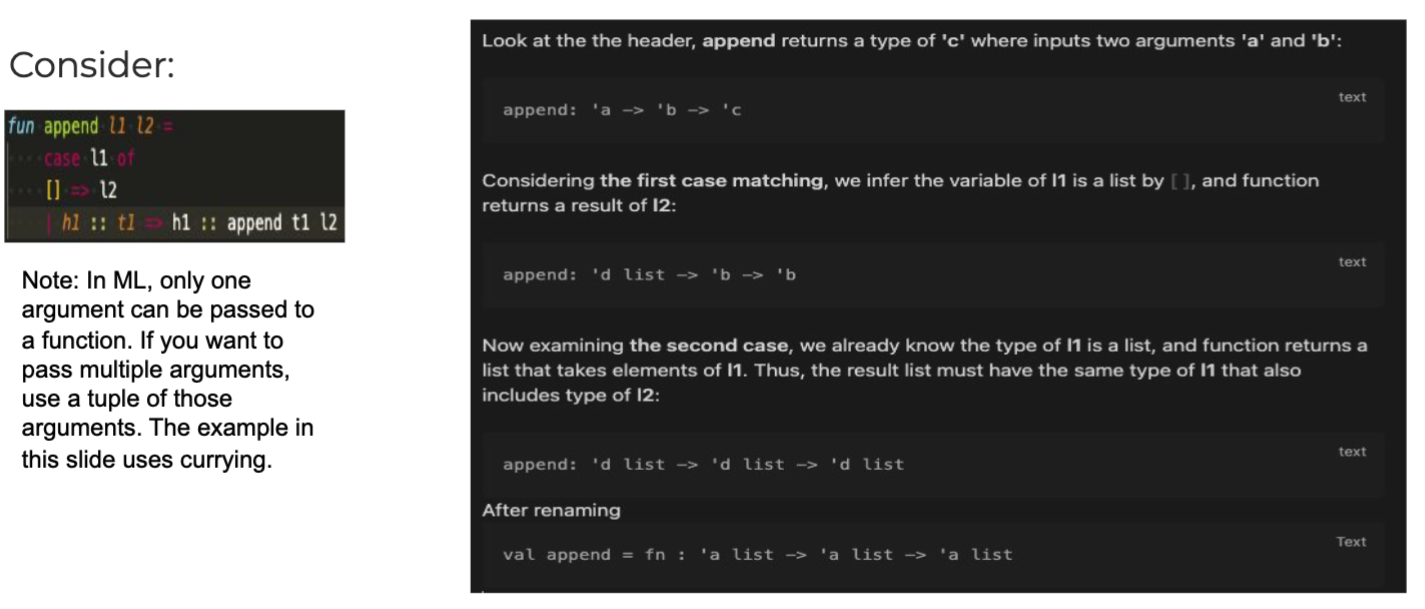 Consider:
fun append l1 l2 =
case l1 of
[] => l2
| h1 :: t1 => h1 :: append t1 l2
Note: In ML, only one
argument can be passed to
a function. If you want to
pass multiple arguments,
use a tuple of those
arguments. The example in
this slide uses currying.
Look at the the header, append returns a type of 'c' where inputs two arguments 'a' and 'b':
text
append: 'a -> 'b -> 'c
Considering the first case matching, we infer the variable of l1 is a list by [], and function
returns a result of l2:
text
append: 'd list -> 'b -> 'b
Now examining the second case, we already know the type of l1 is a list, and function returns a
list that takes elements of l1. Thus, the result list must have the same type of l1 that also
includes type of l2:
text
append: 'd list -> 'd list -> 'd list
After renaming
Text
val append = fn : 'a list -> 'a list -> 'a list